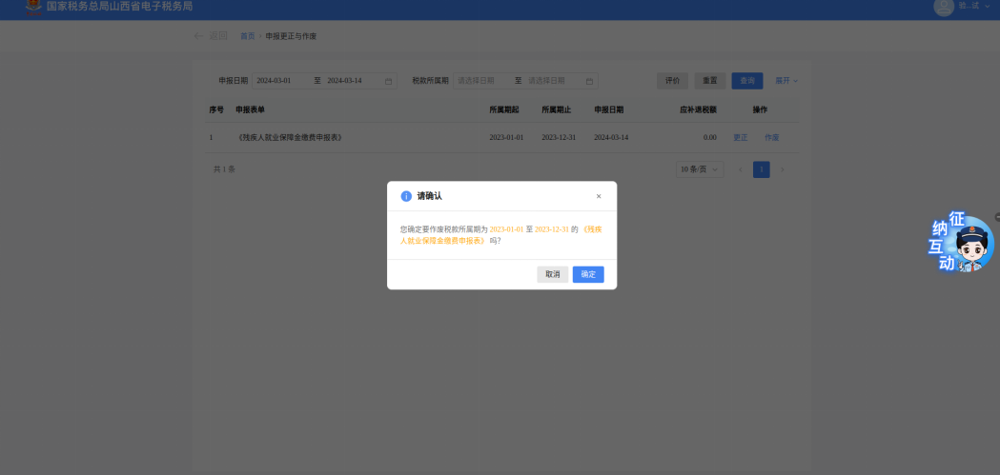 国家税务总局山西省电子税务局
返回 首页 申报更正与作废
申报日期 2024-03-01 至 2024-03-14 税款所属期 请选择日期 至 请选择日期 评价 重置 查询 展开
序号 申报表单 所属期起 所属期止 申报日期 应补退税额 操作
1 《残疾人就业保障金缴费申报表》 2023-01-01 2023-12-31 2024-03-14 0.00 更正 作废
共 1 条 10 条/页 1
请确认
您确定要作废税款所属期为 2023-01-01 至 2023-12-31 的 《残疾
人就业保障金缴费申报表》 吗?
取消 确定
征
纳
互
动